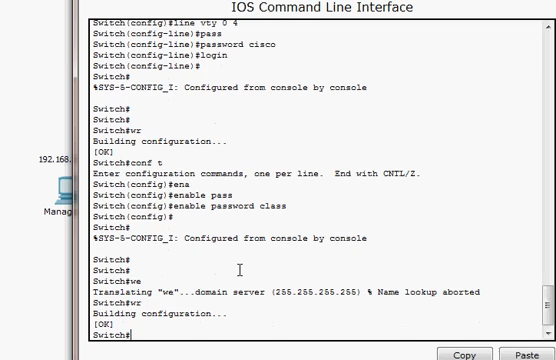 IOS Command Line Interface
Switch(config)#line vty 0 4
Switch(config-line)#pass
Switch(config-line)#password cisco
Switch(config-line)#login
Switch(config-line)#
Switch#
%SYS-5-CONFIG_I: Configured from console by console
Switch#
Switch#
Switch#wr
Building configuration...
[OK]
Switch#conf t
Enter configuration commands, one per line.  End with CNTL/Z.
Switch(config)#ena
Switch(config)#enable pass
Switch(config)#enable password class
Switch(config)#
Switch#
%SYS-5-CONFIG_I: Configured from console by console
Switch#
Switch#
Switch#we
Translating "we"...domain server (255.255.255.255) % Name lookup aborted
Switch#wr
Building configuration...
[OK]
Switch#
192.168.
Manag
Copy
Paste